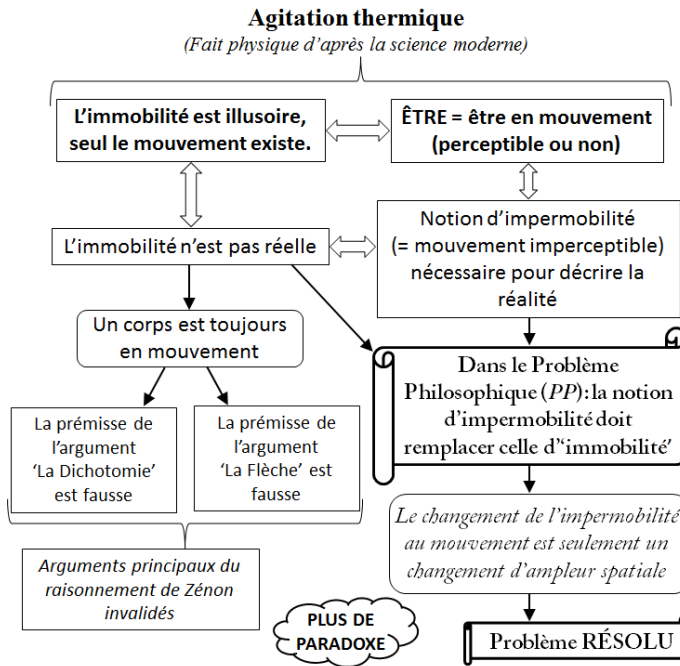 Agitation thermique
(Fait physique d'après la science moderne)
L'immobilité est illusoire,
seul le mouvement existe.
ÊTRE = être en mouvement
(perceptible ou non)
L'immobilité n'est pas réelle
Notion d'impermobilité
(= mouvement imperceptible)
nécessaire pour décrire la
réalité
Un corps est toujours
en mouvement
Dans le Problème
Philosophique (PP): la notion
d'impermobilité doit
remplacer celle d'‘immobilité’
La prémisse de
l'argument
‘La Dichotomie’
est fausse
La prémisse de
l'argument
‘La Flèche’ est
fausse
Le changement de l'impermobilité
au mouvement est seulement un
changement d'ampleur spatiale
Arguments principaux du
raisonnement de Zénon
invalidés
PLUS DE
PARADOXE
Problème RÉSOLU